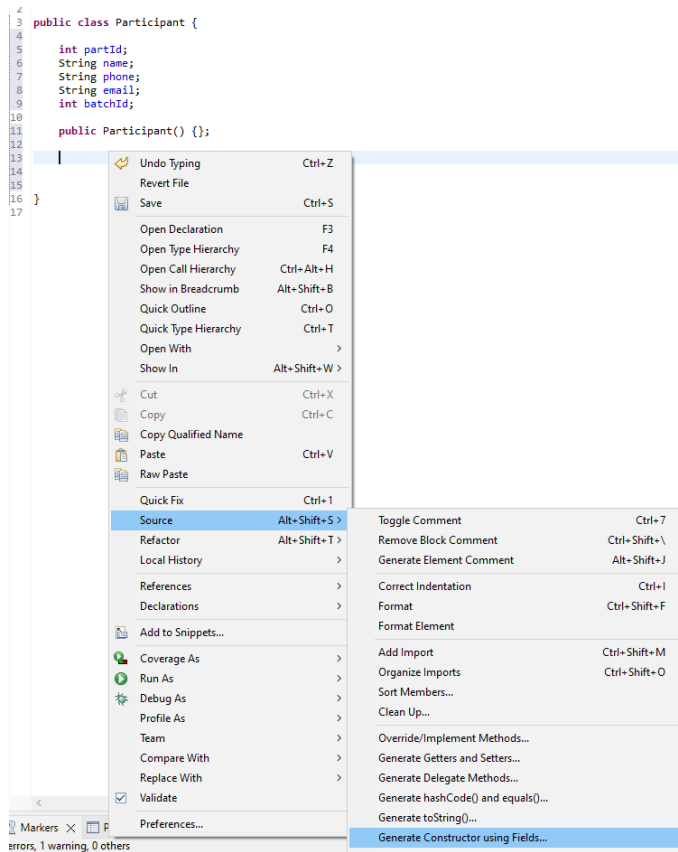 2
3 public class Participant {
4
5 int partId;
6 String name;
7 String phone;
8 String email;
9 int batchId;
10
11 public Participant() {};
12
13
14
15
16 }
17
Undo Typing Ctrl+Z
Revert File
Save Ctrl+S
Open Declaration F3
Open Type Hierarchy F4
Open Call Hierarchy Ctrl+Alt+H
Show in Breadcrumb Alt+Shift+B
Quick Outline Ctrl+O
Quick Type Hierarchy Ctrl+T
Open With >
Show In Alt+Shift+W >
Cut Ctrl+X
Copy Ctrl+C
Copy Qualified Name
Paste Ctrl+V
Raw Paste
Quick Fix Ctrl+1
Source Alt+Shift+S >
Refactor Alt+Shift+T >
Local History >
References >
Declarations >
Add to Snippets...
Coverage As >
Run As >
Debug As >
Profile As >
Team >
Compare With >
Replace With >
Validate
Preferences...
Toggle Comment Ctrl+7
Remove Block Comment Ctrl+Shift+\
Generate Element Comment Alt+Shift+J
Correct Indentation Ctrl+I
Format Ctrl+Shift+F
Format Element
Add Import Ctrl+Shift+M
Organize Imports Ctrl+Shift+O
Sort Members...
Clean Up...
Override/Implement Methods...
Generate Getters and Setters...
Generate Delegate Methods...
Generate hashCode() and equals()...
Generate toString()...
Generate Constructor using Fields...
Markers P
errors, 1 warning, 0 others